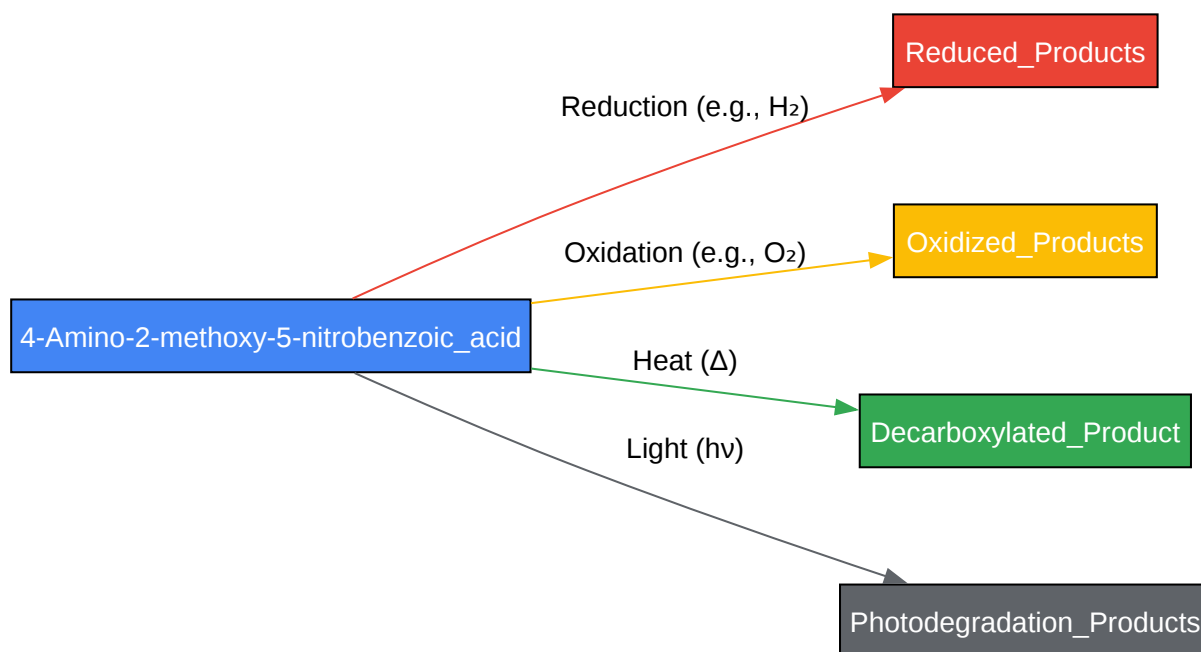 Reduced_Products
Reduction (e.g., H₂)
Oxidized_Products
Oxidation (e.g., O₂)
4-Amino-2-methoxy-5-nitrobenzoic_acid
Heat (Δ)
Decarboxylated_Product
Light (hν)
Photodegradation_Products